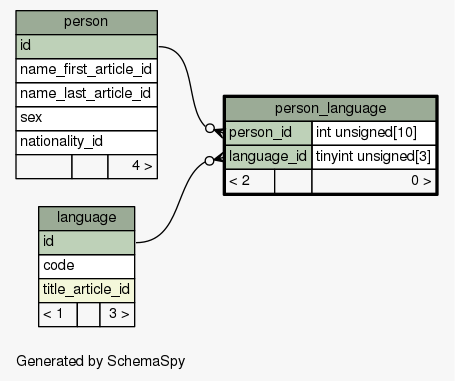 person
id
name_first_article_id
name_last_article_id
sex
nationality_id
4 >
person_language
person_id int unsigned[10]
language_id tinyint unsigned[3]
< 2 0 >
language
id
code
title_article_id
< 1 3 >
Generated by SchemaSpy